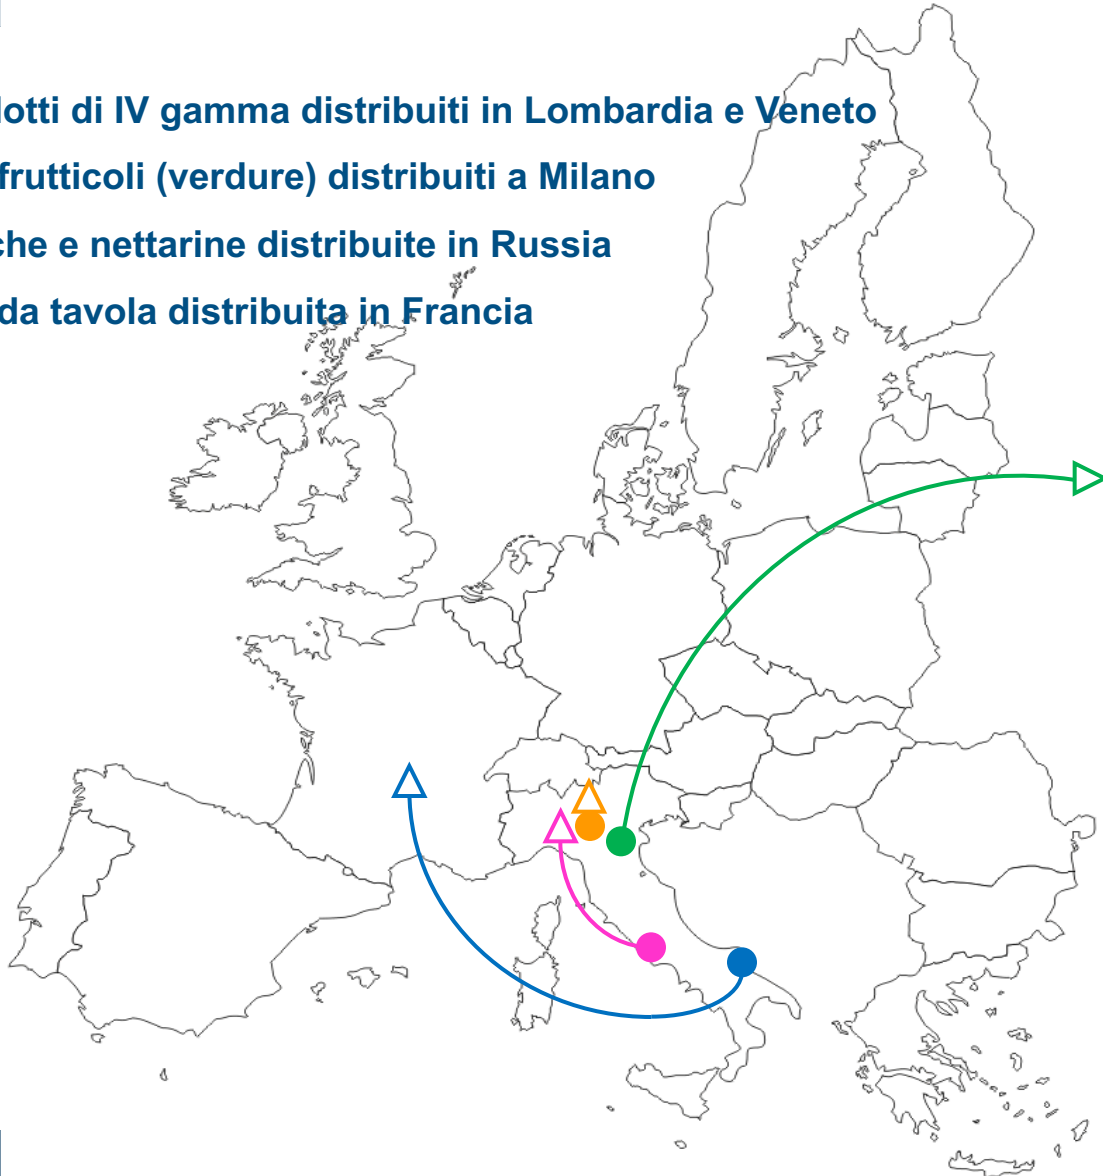 lotti di IV gamma distribuiti in Lombardia e Veneto
frutticoli (verdure) distribuiti a Milano
che e nettarine distribuite in Russia
da tavola distribuita in Francia